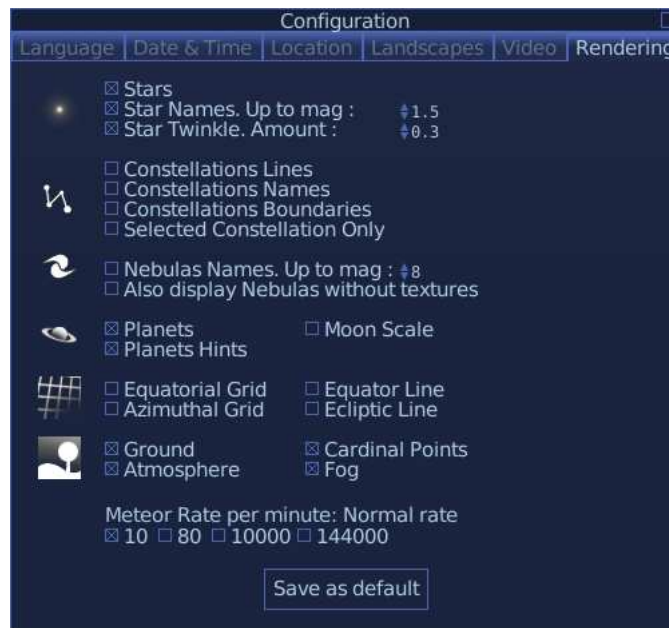 Configuration
Language Date & Time Location Landscapes Video Rendering
Stars
Star Names. Up to mag : 1.5
Star Twinkle. Amount : 0.3
Constellations Lines
Constellations Names
Constellations Boundaries
Selected Constellation Only
Nebulas Names. Up to mag : 8
Also display Nebulas without textures
Planets Moon Scale
Planets Hints
Equatorial Grid Equator Line
Azimuthal Grid Ecliptic Line
Ground Cardinal Points
Atmosphere Fog
Meteor Rate per minute: Normal rate
10 80 10000 144000
Save as default